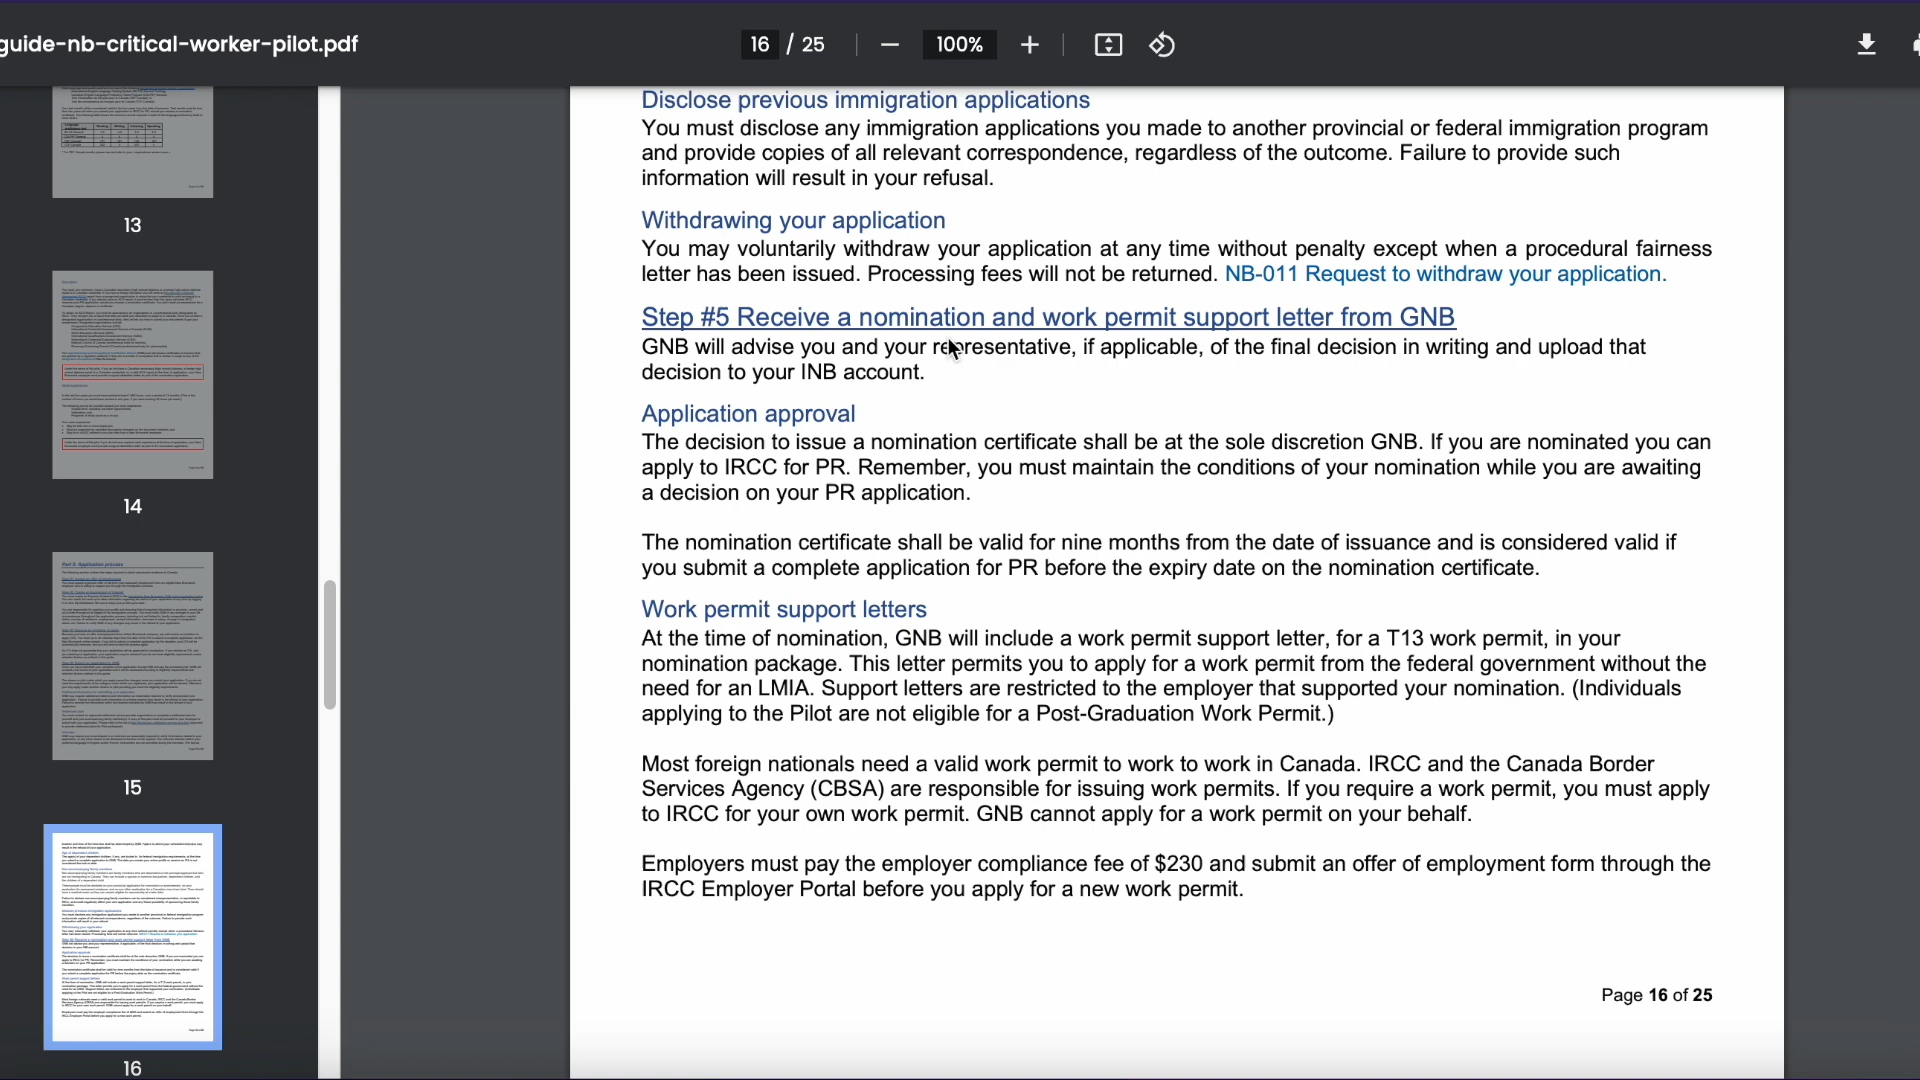 guide-nb-critical-worker-pilot.pdf
16 / 25
100%
13
14
15
16
Disclose previous immigration applications
You must disclose any immigration applications you made to another provincial or federal immigration program
and provide copies of all relevant correspondence, regardless of the outcome. Failure to provide such
information will result in your refusal.
Withdrawing your application
You may voluntarily withdraw your application at any time without penalty except when a procedural fairness
letter has been issued. Processing fees will not be returned. NB-011 Request to withdraw your application.
Step #5 Receive a nomination and work permit support letter from GNB
GNB will advise you and your representative, if applicable, of the final decision in writing and upload that
decision to your INB account.
Application approval
The decision to issue a nomination certificate shall be at the sole discretion GNB. If you are nominated you can
apply to IRCC for PR. Remember, you must maintain the conditions of your nomination while you are awaiting
a decision on your PR application.
The nomination certificate shall be valid for nine months from the date of issuance and is considered valid if
you submit a complete application for PR before the expiry date on the nomination certificate.
Work permit support letters
At the time of nomination, GNB will include a work permit support letter, for a T13 work permit, in your
nomination package. This letter permits you to apply for a work permit from the federal government without the
need for an LMIA. Support letters are restricted to the employer that supported your nomination. (Individuals
applying to the Pilot are not eligible for a Post-Graduation Work Permit.)
Most foreign nationals need a valid work permit to work to work in Canada. IRCC and the Canada Border
Services Agency (CBSA) are responsible for issuing work permits. If you require a work permit, you must apply
to IRCC for your own work permit. GNB cannot apply for a work permit on your behalf.
Employers must pay the employer compliance fee of $230 and submit an offer of employment form through the
IRCC Employer Portal before you apply for a new work permit.
Page 16 of 25